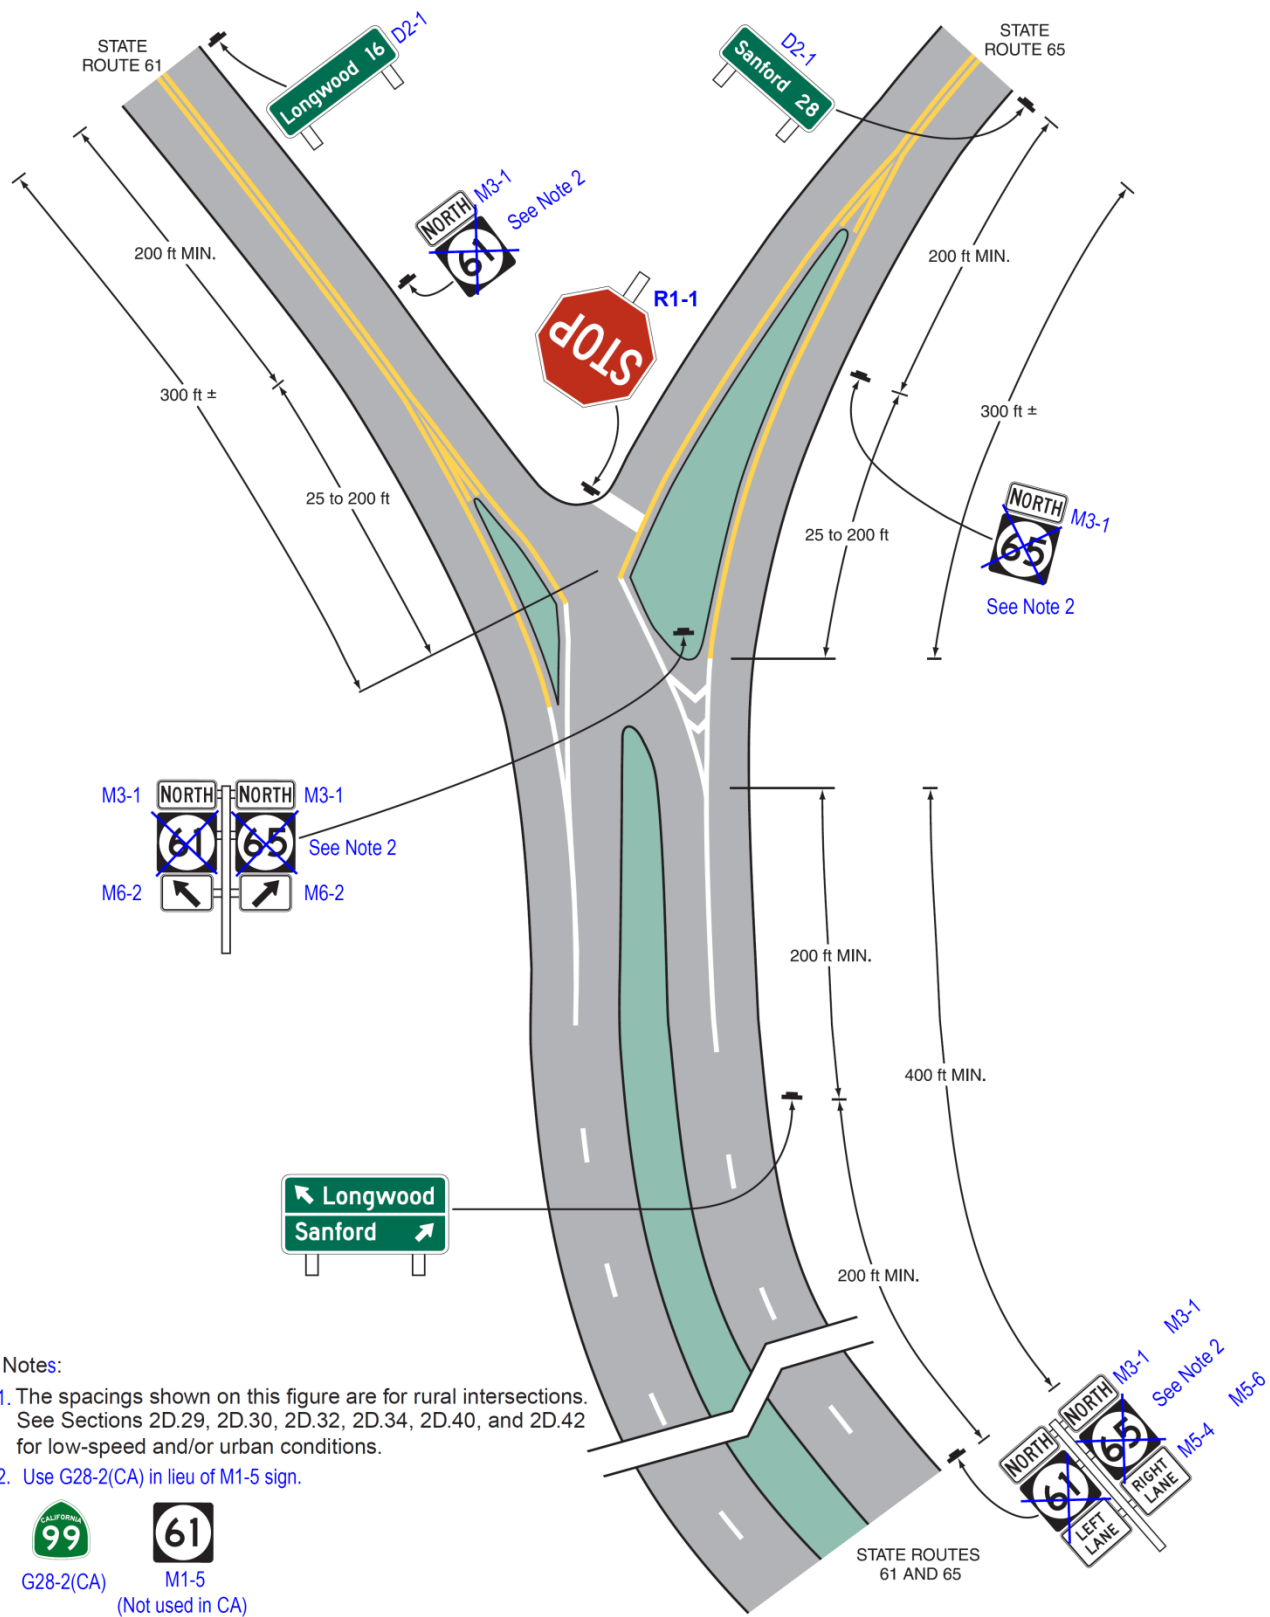 STATE
ROUTE 61
Longwood 16
D2-1
STATE
ROUTE 65
D2-1
Sanford 28
NORTH
M3-1
61
See Note 2
200 ft MIN.
300 ft ±
25 to 200 ft
STOP
R1-1
200 ft MIN.
300 ft ±
25 to 200 ft
NORTH
M3-1
65
See Note 2
M3-1
NORTH
NORTH
M3-1
61
65
See Note 2
M6-2
M6-2
200 ft MIN.
400 ft MIN.
Longwood
Sanford
200 ft MIN.
M3-1
M3-1
See Note 2
M5-6
M5-4
NORTH
65
RIGHT
LANE
NORTH
61
LEFT
LANE
STATE ROUTES
61 AND 65
Notes:
1. The spacings shown on this figure are for rural intersections.
See Sections 2D.29, 2D.30, 2D.32, 2D.34, 2D.40, and 2D.42
for low-speed and/or urban conditions.
2. Use G28-2(CA) in lieu of M1-5 sign.
CALIFORNIA
99
61
G28-2(CA)
M1-5
(Not used in CA)